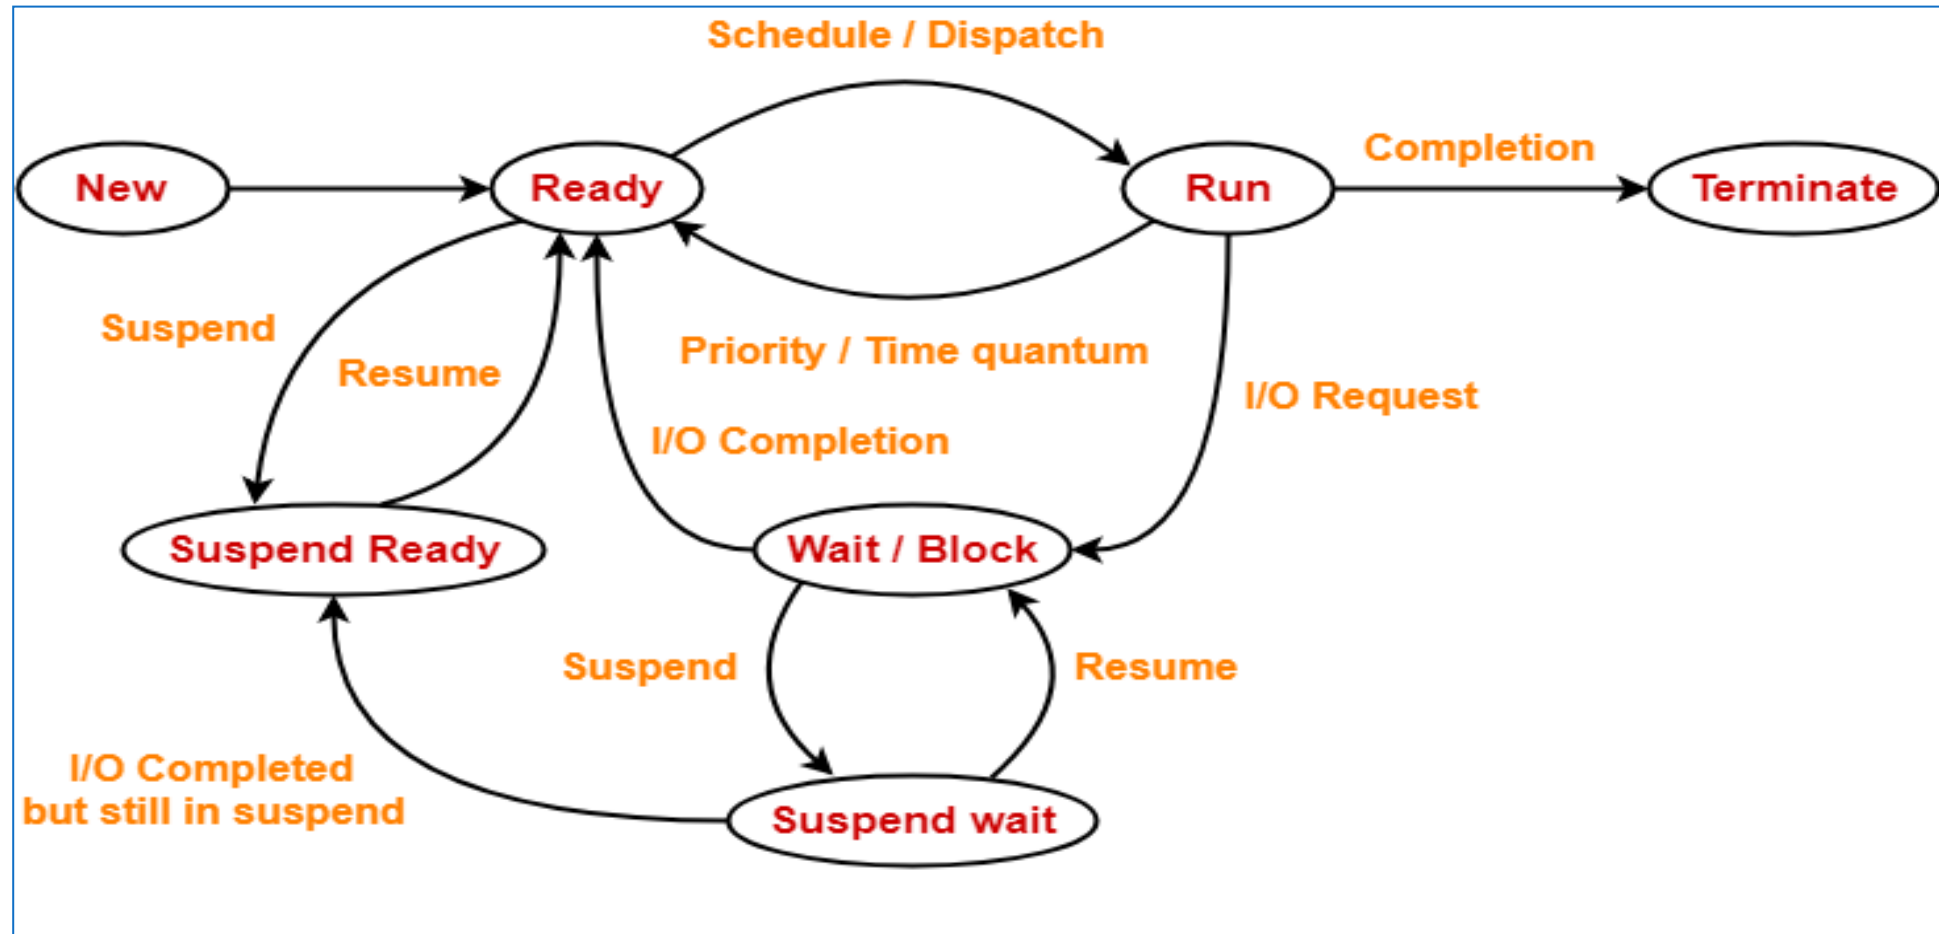 Schedule / Dispatch
Completion
New
Ready
Run
Terminate
Suspend
Resume
Priority / Time quantum
I/O Request
I/O Completion
Suspend Ready
Wait / Block
Suspend
Resume
I/O Completed
but still in suspend
Suspend wait